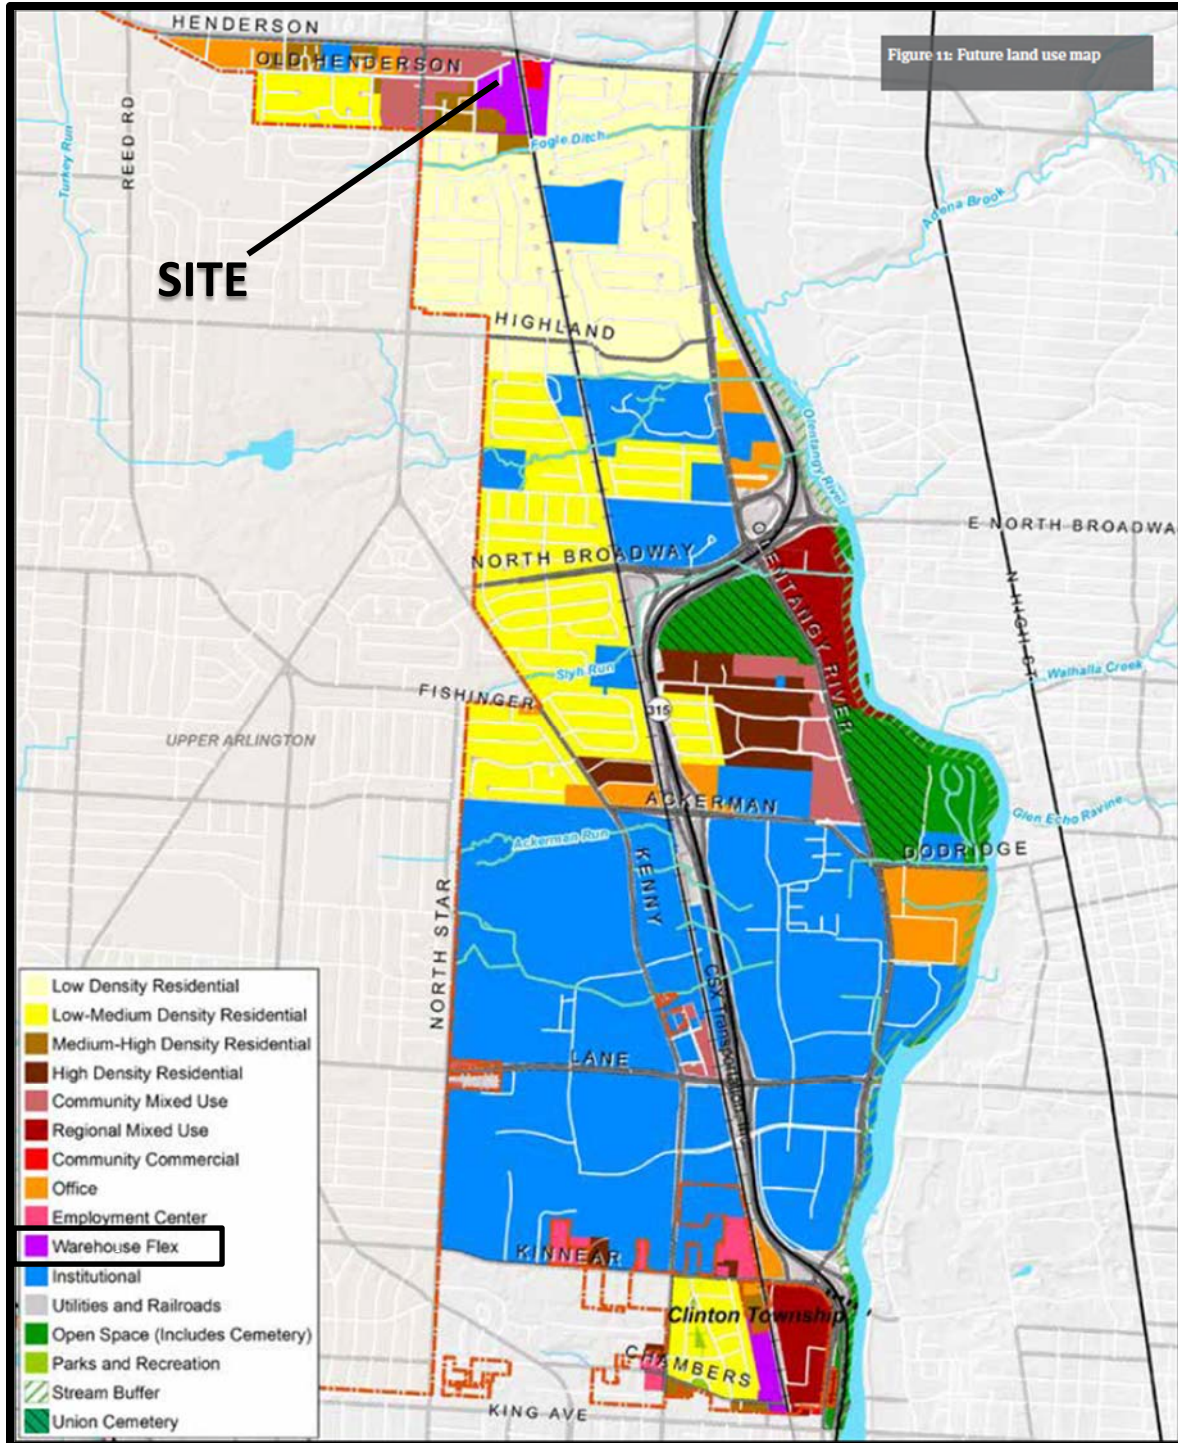 HENDERSON
Figure 11: Future land use map
OLD HENDERSON
REED RD
Turkey Run
Fogle Ditch
Adena Brook
SITE
HIGHLAND
Olentangy River
E NORTH BROADWA
NORTH BROADWAY
OLENTANGY RIVER
N HIGH ST
Slyh Run
Walhalla Creek
FISHINGER
315
UPPER ARLINGTON
ACKERMAN
Glen Echo Ravine
Ackerman Run
DODRIDGE
KENNY
NORTH STAR
CSX Transportation, Inc.
LANE
KINNEAR
Clinton Township
CHAMBERS
KING AVE
Low Density Residential
Low-Medium Density Residential
Medium-High Density Residential
High Density Residential
Community Mixed Use
Regional Mixed Use
Community Commercial
Office
Employment Center
Warehouse Flex
Institutional
Utilities and Railroads
Open Space (Includes Cemetery)
Parks and Recreation
Stream Buffer
Union Cemetery